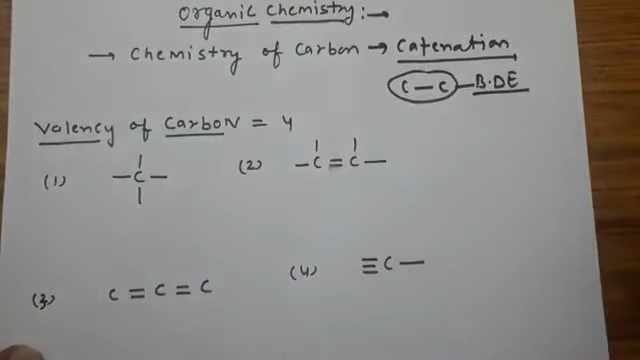 Organic Chemistry:→
→ Chemistry of Carbon → Catenation
C–C – B.DE
Valency of Carbon = 4
(1) –C– (2) –C=C–
(3) C=C=C (4) ≡C–